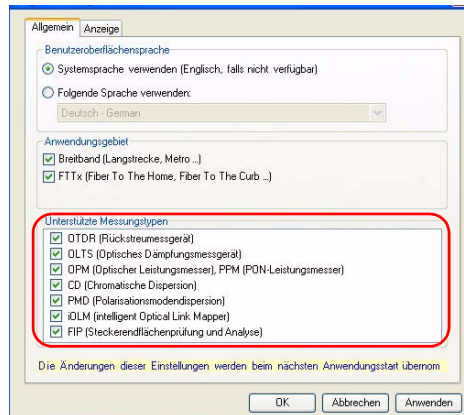 Allgemein Anzeige
Benutzeroberflächensprache
Systemsprache verwenden (Englisch, falls nicht verfügbar)
Folgende Sprache verwenden:
Deutsch - German
Anwendungsgebiet
Breitband (Langstrecke, Metro ...)
FTTx (Fiber To The Home, Fiber To The Curb ...)
Unterstützte Messungstypen
OTDR (Rückstreumessgerät)
OLTS (Optisches Dämpfungsmessgerät)
OPM (Optischer Leistungsmesser), PPM (PON-Leistungsmesser)
CD (Chromatische Dispersion)
PMD (Polarisationsmodendispersion)
iOLM (intelligent Optical Link Mapper)
FIP (Steckerendflächenprüfung und Analyse)
Die Änderungen dieser Einstellungen werden beim nächsten Anwendungsstart übernom
OK Abbrechen Anwenden